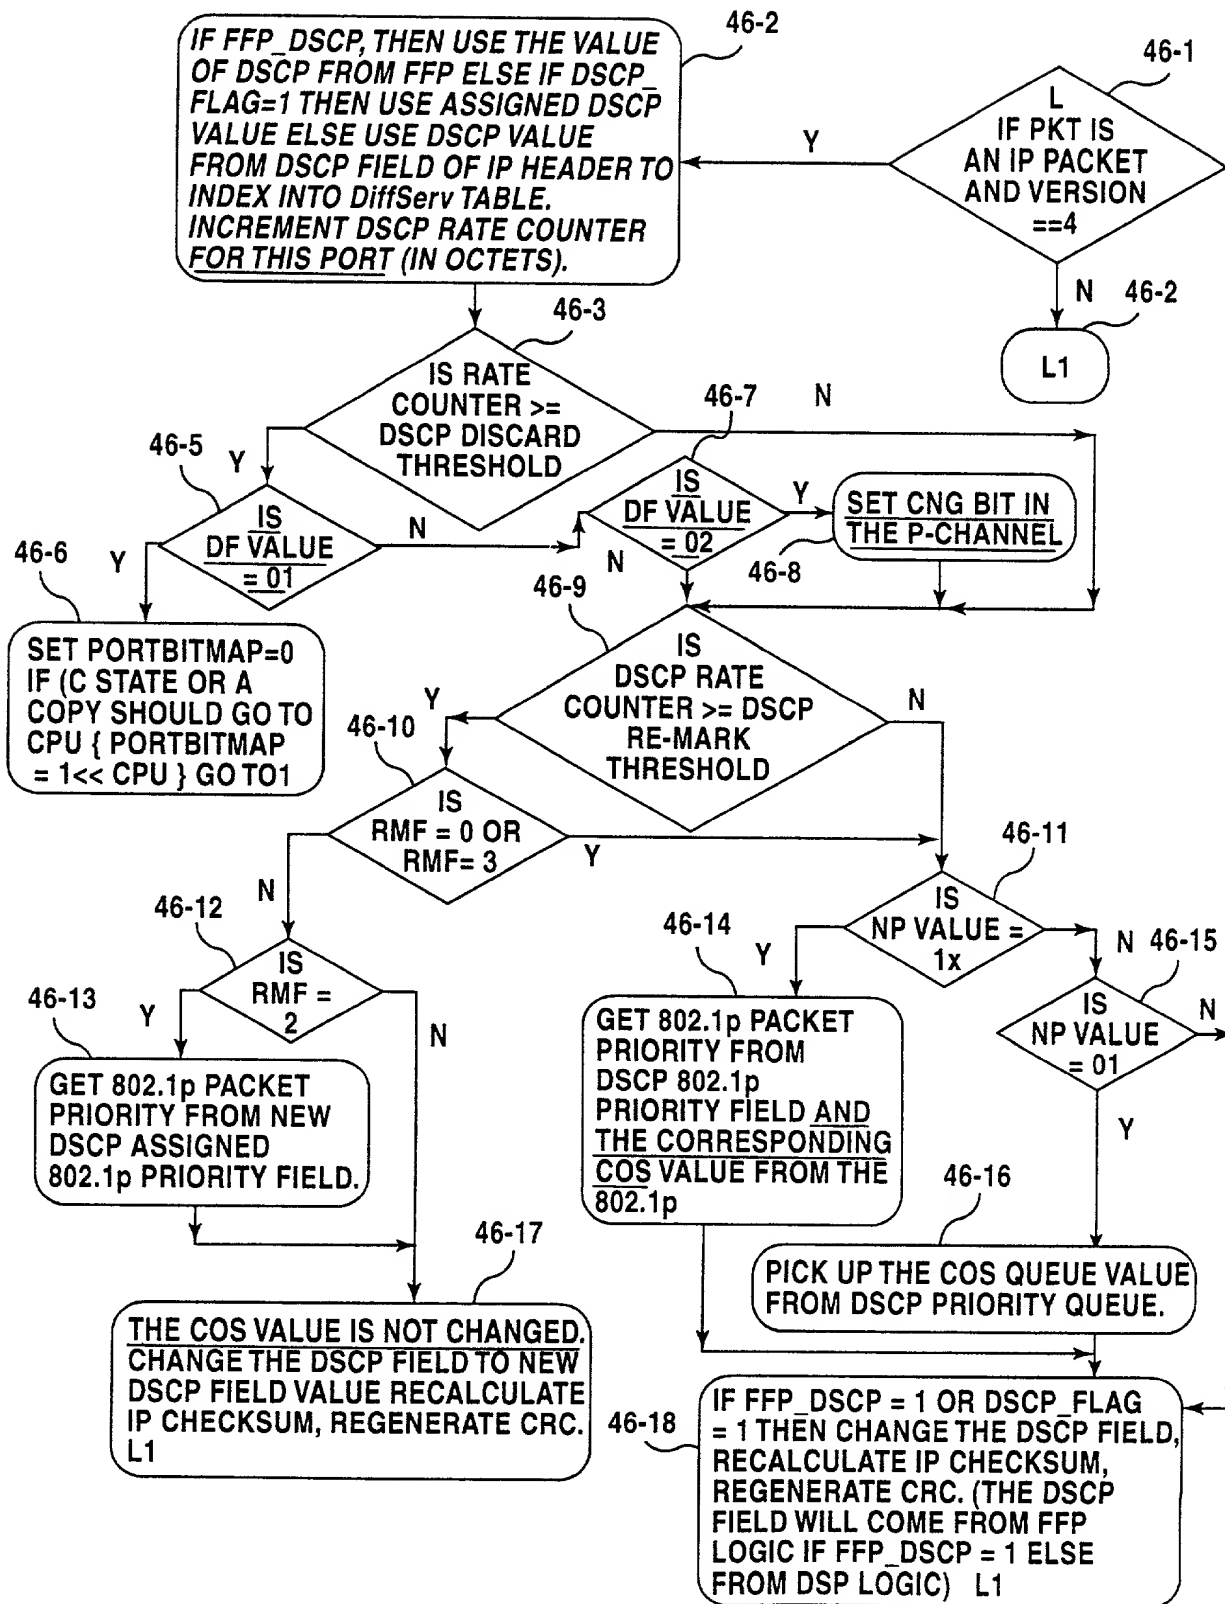 46-2
IF FFP_DSCP, THEN USE THE VALUE
OF DSCP FROM FFP ELSE IF DSCP_
FLAG=1 THEN USE ASSIGNED DSCP
VALUE ELSE USE DSCP VALUE
FROM DSCP FIELD OF IP HEADER TO
INDEX INTO DiffServ TABLE.
INCREMENT DSCP RATE COUNTER
FOR THIS PORT (IN OCTETS).
46-1
L
IF PKT IS
AN IP PACKET
AND VERSION
==4
Y
N
46-2
L1
46-3
IS RATE
COUNTER >=
DSCP DISCARD
THRESHOLD
Y
N
46-5
IS
DF VALUE
= 01
Y
N
46-7
IS
DF VALUE
= 02
Y
N
SET CNG BIT IN
THE P-CHANNEL
46-8
46-6
SET PORTBITMAP=0
IF (C STATE OR A
COPY SHOULD GO TO
CPU { PORTBITMAP
= 1<< CPU } GO TO1
46-9
IS
DSCP RATE
COUNTER >= DSCP
RE-MARK
THRESHOLD
Y
N
46-10
IS
RMF = 0 OR
RMF= 3
Y
N
46-11
IS
NP VALUE =
1x
Y
N
46-12
IS
RMF =
2
Y
N
46-13
GET 802.1p PACKET
PRIORITY FROM NEW
DSCP ASSIGNED
802.1p PRIORITY FIELD.
46-14
GET 802.1p PACKET
PRIORITY FROM
DSCP 802.1p
PRIORITY FIELD AND
THE CORRESPONDING
COS VALUE FROM THE
802.1p
46-15
IS
NP VALUE
= 01
N
Y
46-16
PICK UP THE COS QUEUE VALUE
FROM DSCP PRIORITY QUEUE.
46-17
THE COS VALUE IS NOT CHANGED.
CHANGE THE DSCP FIELD TO NEW
DSCP FIELD VALUE RECALCULATE
IP CHECKSUM, REGENERATE CRC.
L1
46-18
IF FFP_DSCP = 1 OR DSCP_FLAG
= 1 THEN CHANGE THE DSCP FIELD,
RECALCULATE IP CHECKSUM,
REGENERATE CRC. (THE DSCP
FIELD WILL COME FROM FFP
LOGIC IF FFP_DSCP = 1 ELSE
FROM DSP LOGIC) L1